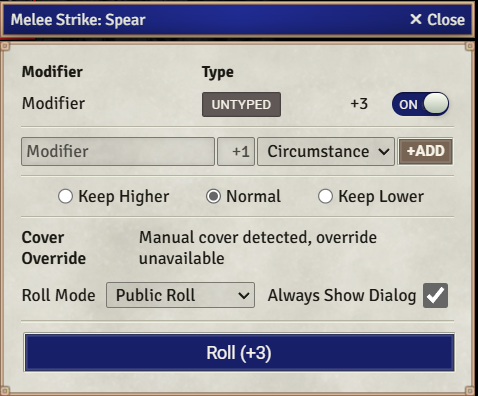 Melee Strike: Spear ✕ Close
Modifier Type
Modifier UNTYPED +3 ON
Modifier +1 Circumstance +ADD
Keep Higher Normal Keep Lower
Cover Manual cover detected, override
Override unavailable
Roll Mode Public Roll Always Show Dialog
Roll (+3)